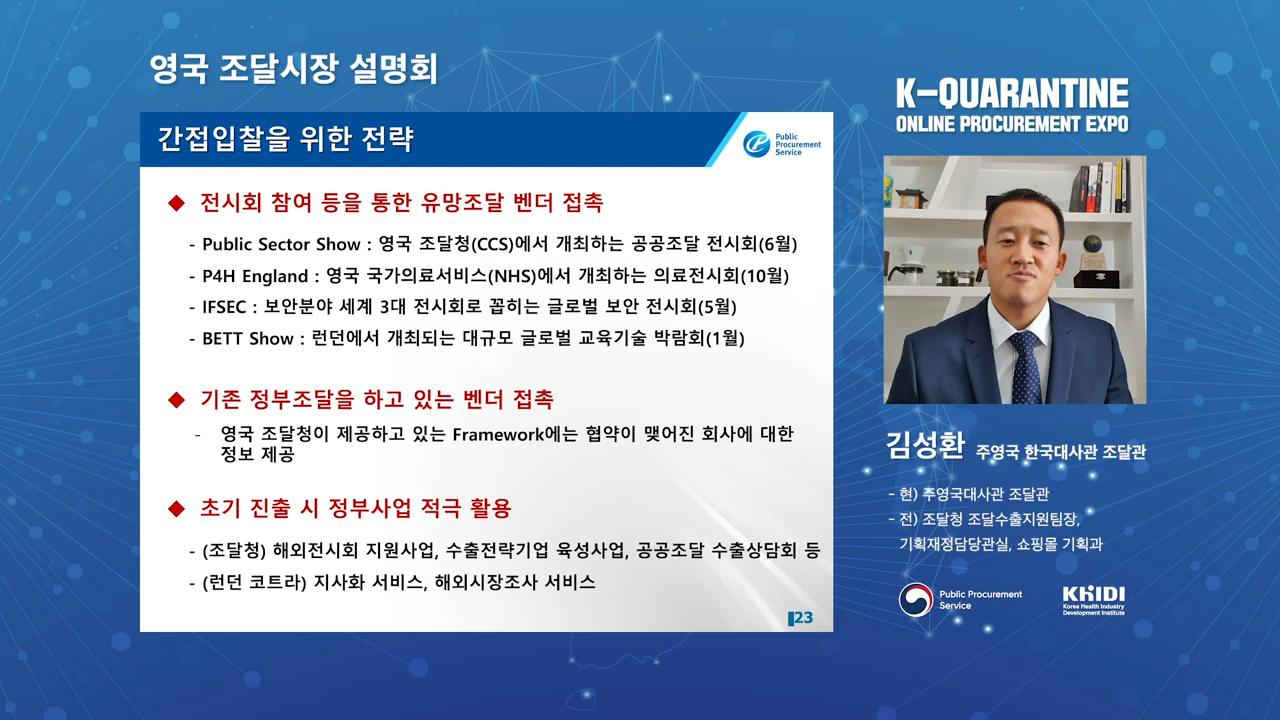 영국 조달시장 설명회
간접입찰을 위한 전략
Public
Procurement
Service
◆ 전시회 참여 등을 통한 유망조달 벤더 접촉
- Public Sector Show : 영국 조달청(CCS)에서 개최하는 공공조달 전시회(6월)
- P4H England : 영국 국가의료서비스(NHS)에서 개최하는 의료전시회(10월)
- IFSEC : 보안분야 세계 3대 전시회로 꼽히는 글로벌 보안 전시회(5월)
- BETT Show : 런던에서 개최되는 대규모 글로벌 교육기술 박람회(1월)
◆ 기존 정부조달을 하고 있는 벤더 접촉
- 영국 조달청이 제공하고 있는 Framework에는 협약이 맺어진 회사에 대한
정보 제공
◆ 초기 진출 시 정부사업 적극 활용
- (조달청) 해외전시회 지원사업, 수출전략기업 육성사업, 공공조달 수출상담회 등
- (런던 코트라) 지사화 서비스, 해외시장조사 서비스
23
K-QUARANTINE
ONLINE PROCUREMENT EXPO
김성환 주영국 한국대사관 조달관
- 현) 주영국대사관 조달관
- 전) 조달청 조달수출지원팀장,
기획재정담당관실, 쇼핑몰 기획과
Public Procurement
Service
KHIDI
Korea Health Industry
Development Institute